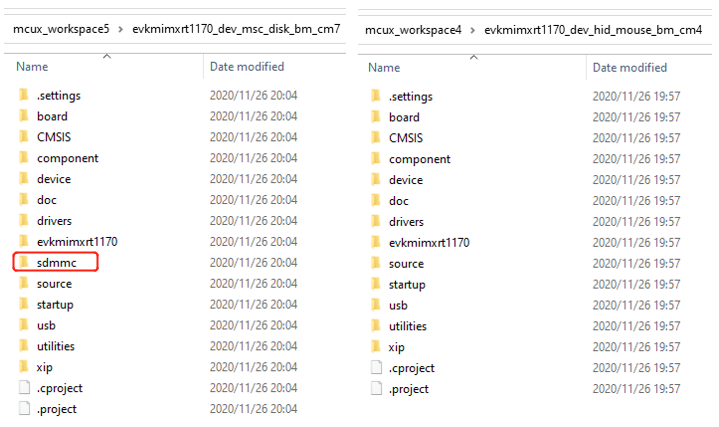 mcux_workspace5 > evkmimxrt1170_dev_msc_disk_bm_cm7
Name Date modified
.settings 2020/11/26 20:04
board 2020/11/26 20:04
CMSIS 2020/11/26 20:04
component 2020/11/26 20:04
device 2020/11/26 20:04
doc 2020/11/26 20:04
drivers 2020/11/26 20:04
evkmimxrt1170 2020/11/26 20:04
sdmmc 2020/11/26 20:04
source 2020/11/26 20:04
startup 2020/11/26 20:04
usb 2020/11/26 20:04
utilities 2020/11/26 20:04
xip 2020/11/26 20:04
.cproject 2020/11/26 20:04
.project 2020/11/26 20:04
mcux_workspace4 > evkmimxrt1170_dev_hid_mouse_bm_cm4
Name Date modified
.settings 2020/11/26 19:57
board 2020/11/26 19:57
CMSIS 2020/11/26 19:57
component 2020/11/26 19:57
device 2020/11/26 19:57
doc 2020/11/26 19:57
drivers 2020/11/26 19:57
evkmimxrt1170 2020/11/26 19:57
source 2020/11/26 19:57
startup 2020/11/26 19:57
usb 2020/11/26 19:57
utilities 2020/11/26 19:57
xip 2020/11/26 19:57
.cproject 2020/11/26 19:57
.project 2020/11/26 19:57